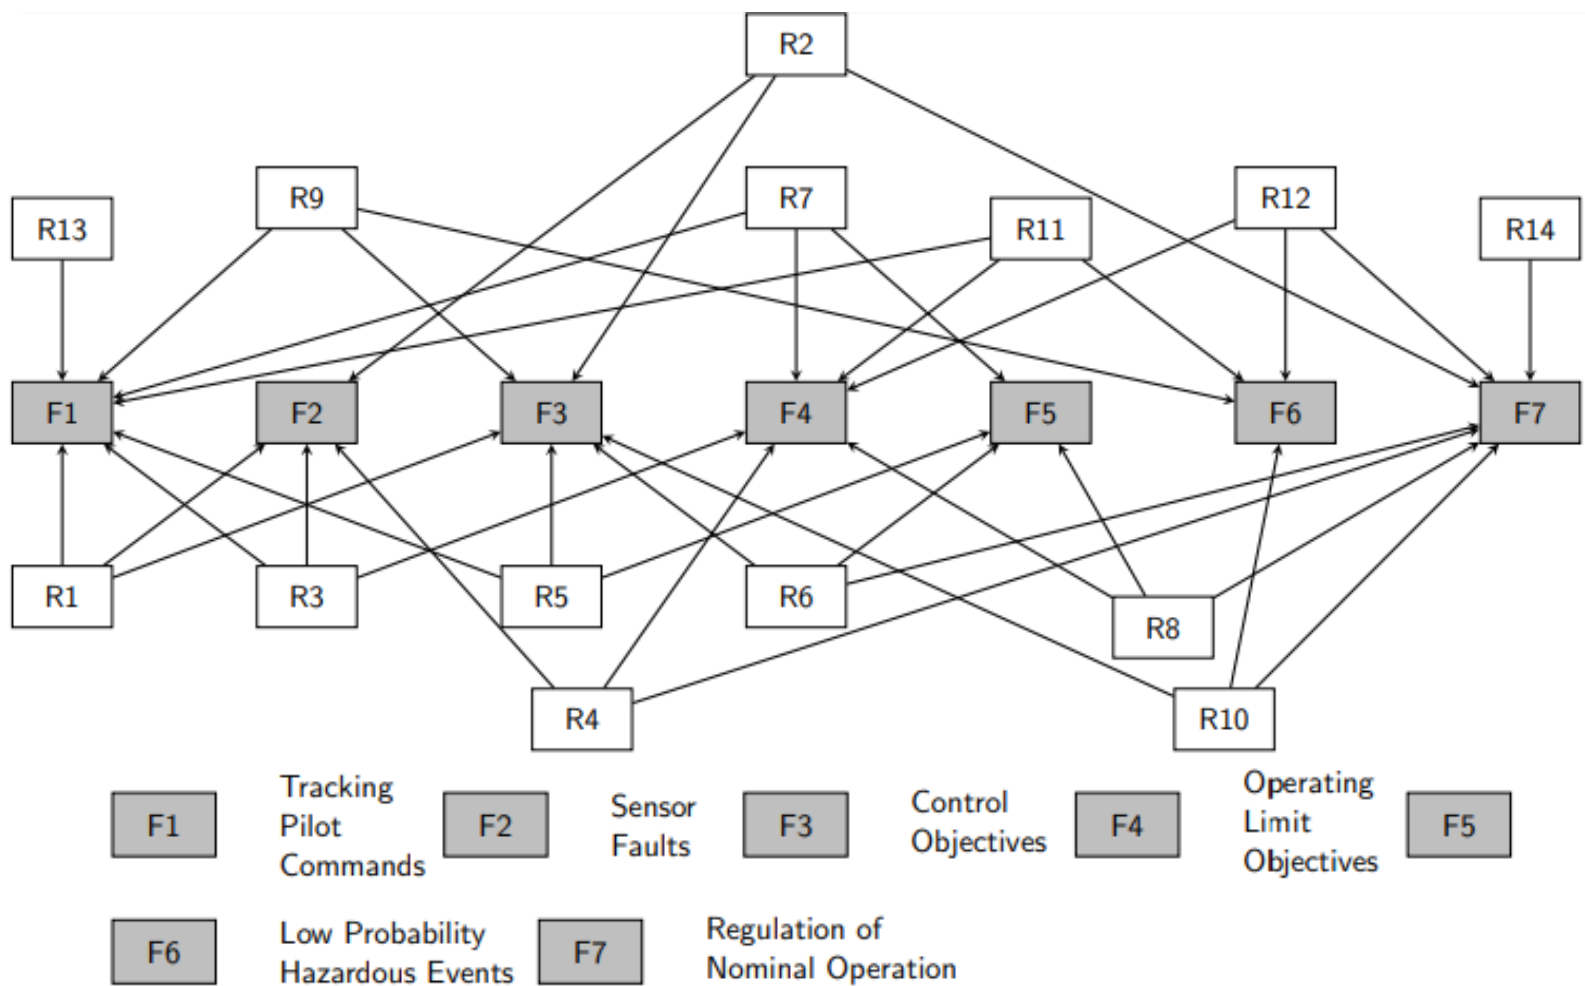 R2
R9
R7
R12
R13
R11
R14
F1
F2
F3
F4
F5
F6
F7
R1
R3
R5
R6
R8
R4
R10
F1
Tracking
Pilot
Commands
F2
Sensor
Faults
F3
Control
Objectives
F4
Operating
Limit
Objectives
F5
F6
Low Probability
Hazardous Events
F7
Regulation of
Nominal Operation